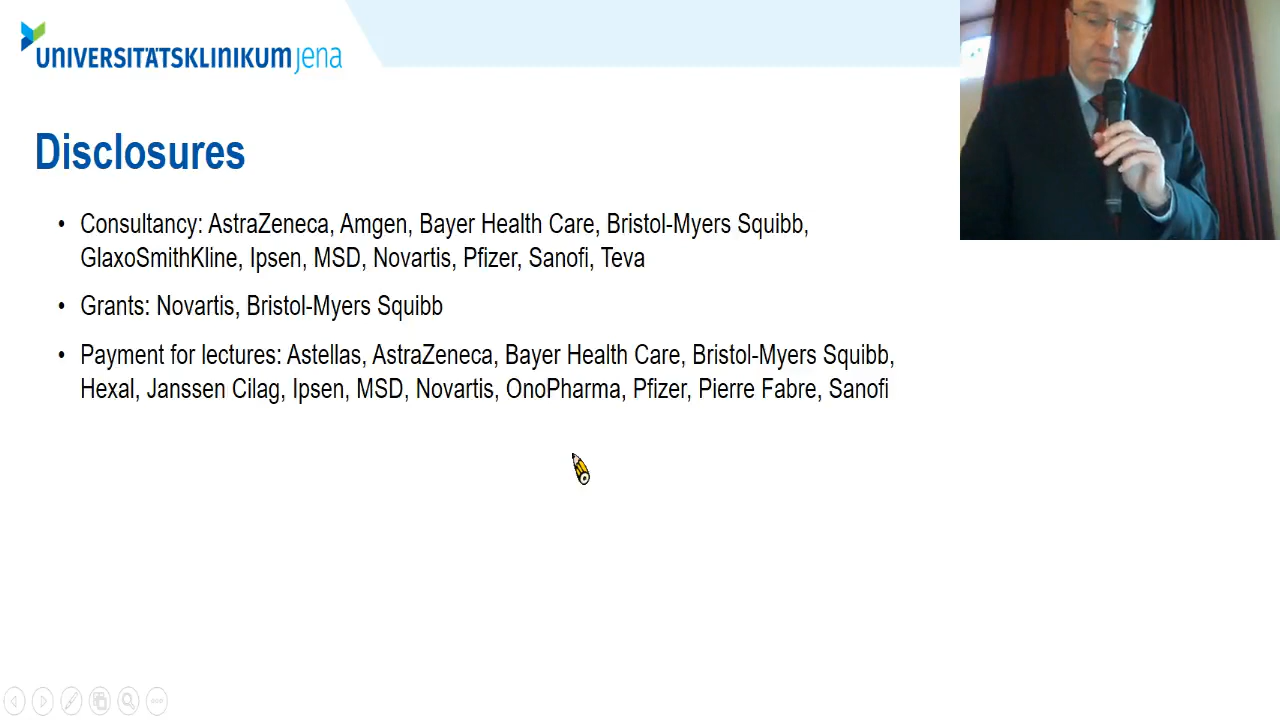 UNIVERSITÄTSKLINIKUM jena
Disclosures
• Consultancy: AstraZeneca, Amgen, Bayer Health Care, Bristol-Myers Squibb,
GlaxoSmithKline, Ipsen, MSD, Novartis, Pfizer, Sanofi, Teva
• Grants: Novartis, Bristol-Myers Squibb
• Payment for lectures: Astellas, AstraZeneca, Bayer Health Care, Bristol-Myers Squibb,
Hexal, Janssen Cilag, Ipsen, MSD, Novartis, OnoPharma, Pfizer, Pierre Fabre, Sanofi